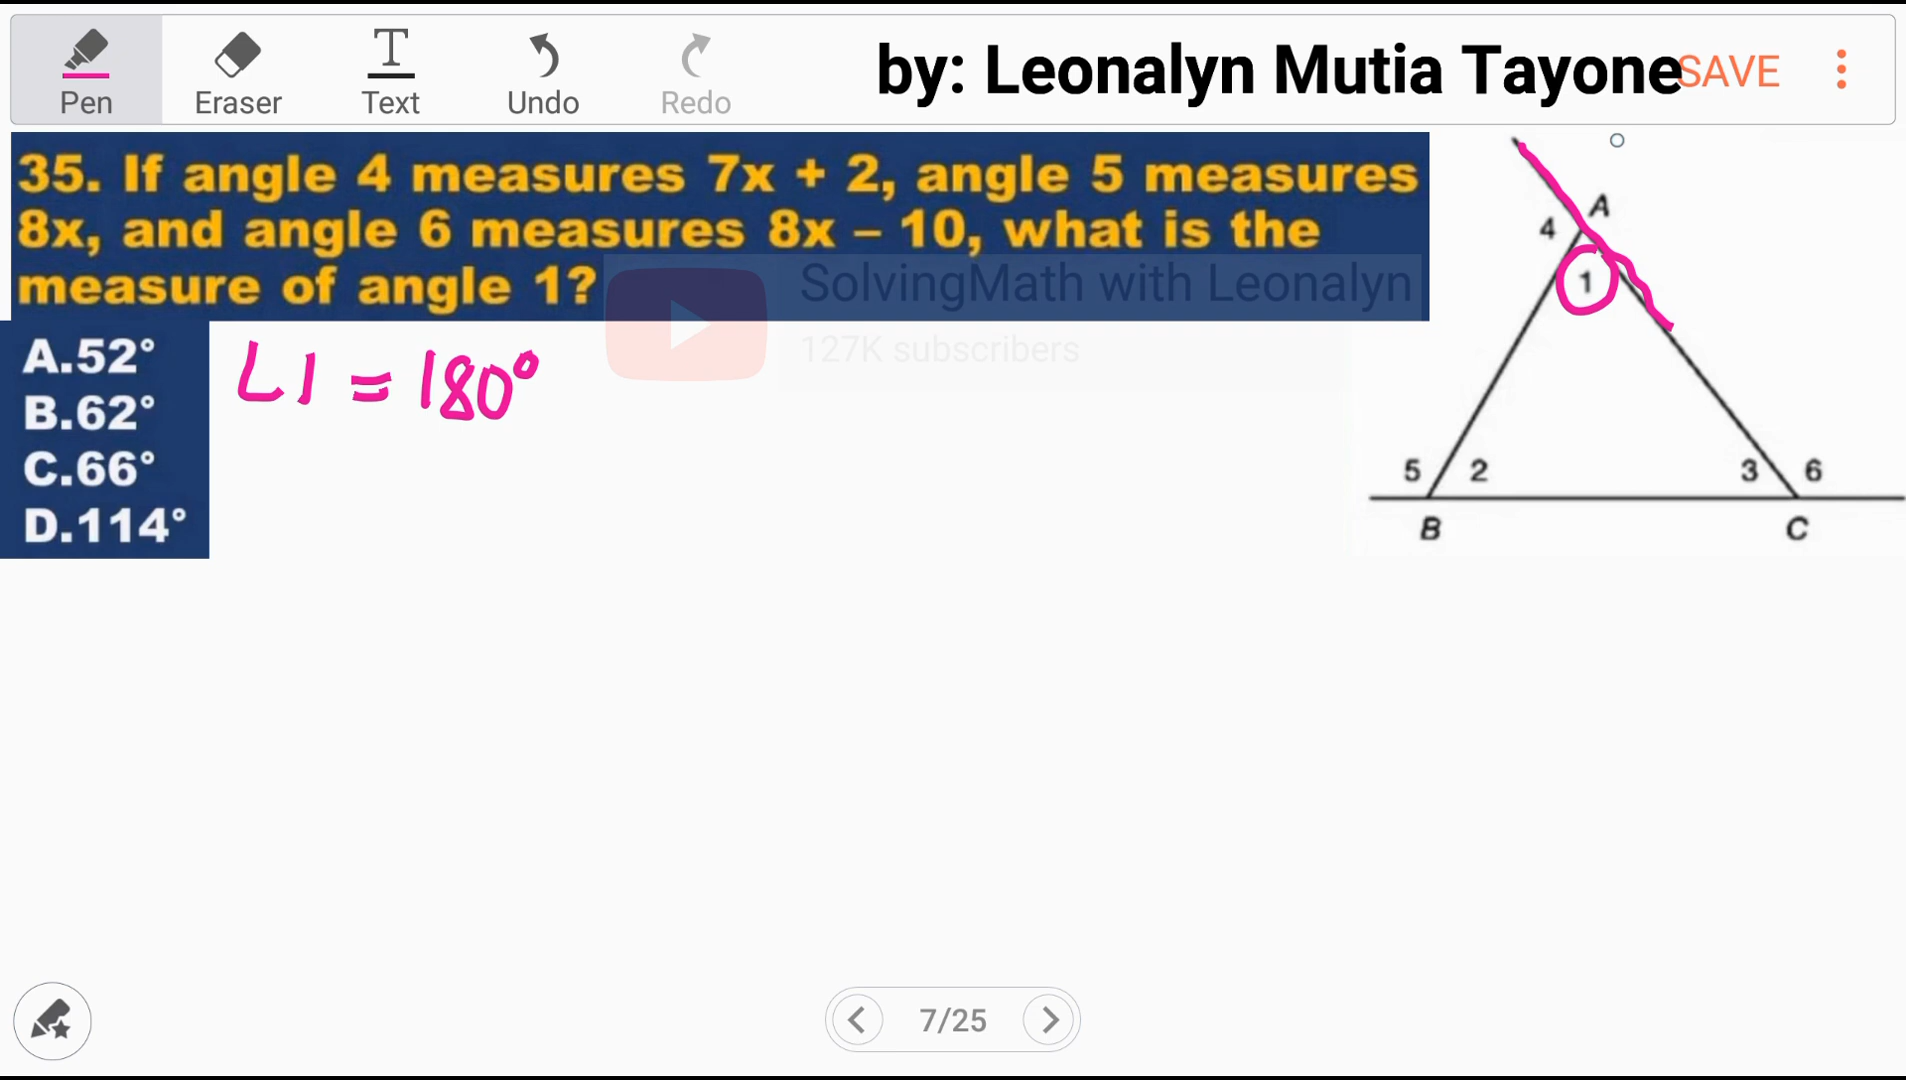 Pen
Eraser
Text
Undo
Redo
by: Leonalyn Mutia Tayone
SAVE
35. If angle 4 measures 7x + 2, angle 5 measures
8x, and angle 6 measures 8x – 10, what is the
measure of angle 1?
SolvingMath with Leonalyn
127K subscribers
A.52°
B.62°
C.66°
D.114°
∠1 = 180°
A
4
1
5
2
3
6
B
C
7/25